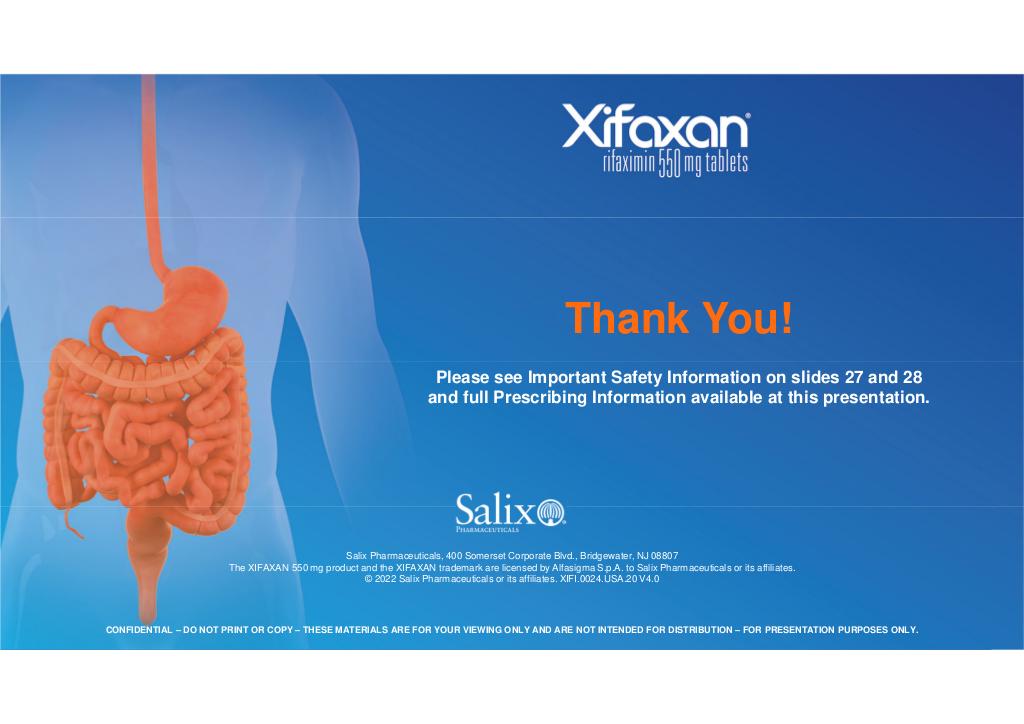 Xifaxan®
rifaximin 550 mg tablets
Thank You!
Please see Important Safety Information on slides 27 and 28
and full Prescribing Information available at this presentation.
Salix®
PHARMACEUTICALS
Salix Pharmaceuticals, 400 Somerset Corporate Blvd., Bridgewater, NJ 08807
The XIFAXAN 550 mg product and the XIFAXAN trademark are licensed by Alfasigma S.p.A. to Salix Pharmaceuticals or its affiliates.
© 2022 Salix Pharmaceuticals or its affiliates. XIFI.0024.USA.20 V4.0
CONFIDENTIAL – DO NOT PRINT OR COPY – THESE MATERIALS ARE FOR YOUR VIEWING ONLY AND ARE NOT INTENDED FOR DISTRIBUTION – FOR PRESENTATION PURPOSES ONLY.